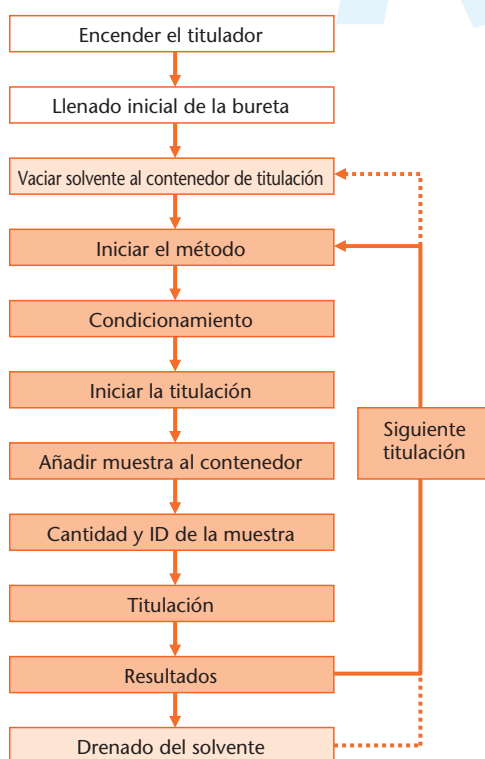 Encender el titulador
Llenado inicial de la bureta
Vaciar solvente al contenedor de titulación
Iniciar el método
Condicionamiento
Iniciar la titulación
Añadir muestra al contenedor
Cantidad y ID de la muestra
Titulación
Resultados
Drenado del solvente
Siguiente
titulación